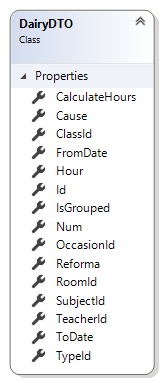 DairyDTO
Class
Properties
CalculateHours
Cause
ClassId
FromDate
Hour
Id
IsGrouped
Num
OccasionId
Reforma
RoomId
SubjectId
TeacherId
ToDate
TypeId